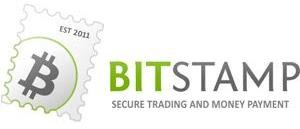 EST 2011
BITSTAMP
SECURE TRADING AND MONEY PAYMENT